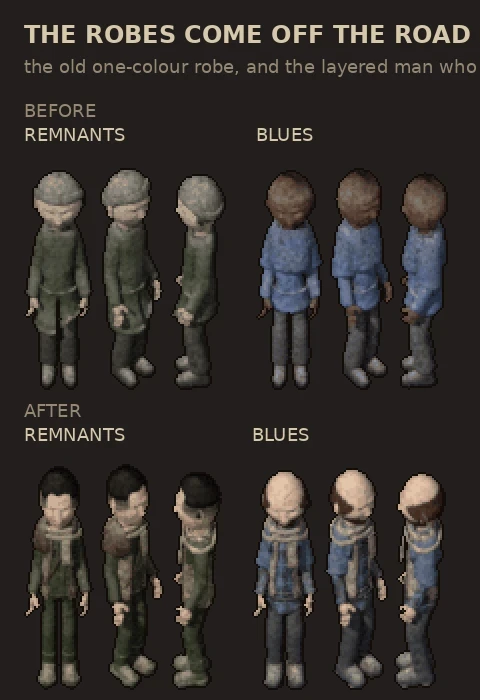 THE ROBES COME OFF THE ROAD
the old one-colour robe, and the layered man who
BEFORE
REMNANTS BLUES
AFTER
REMNANTS BLUES